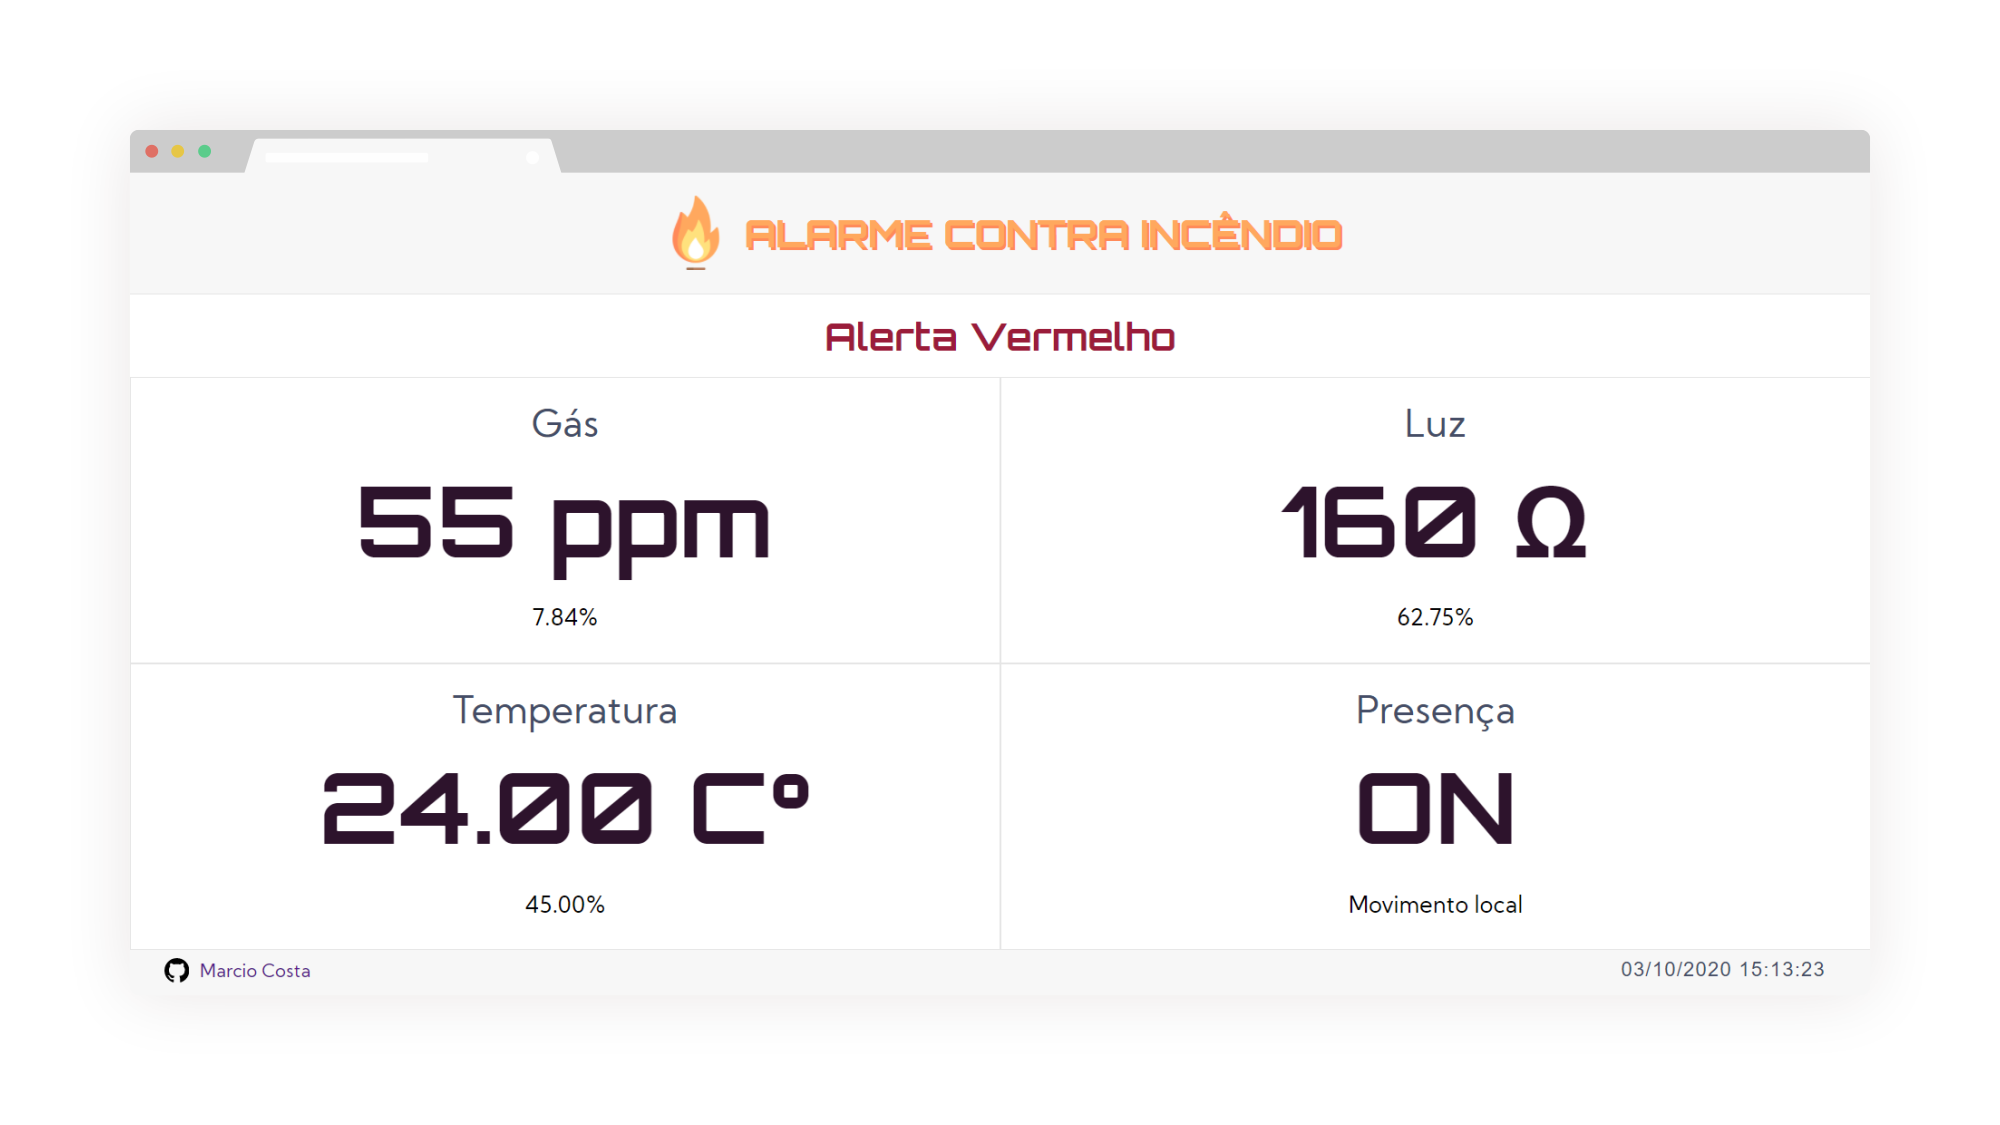 ALARME CONTRA INCÊNDIO
Alerta Vermelho
Gás
55 ppm
7.84%
Luz
160 Ω
62.75%
Temperatura
24.00 Cº
45.00%
Presença
ON
Movimento local
Marcio Costa
03/10/2020 15:13:23